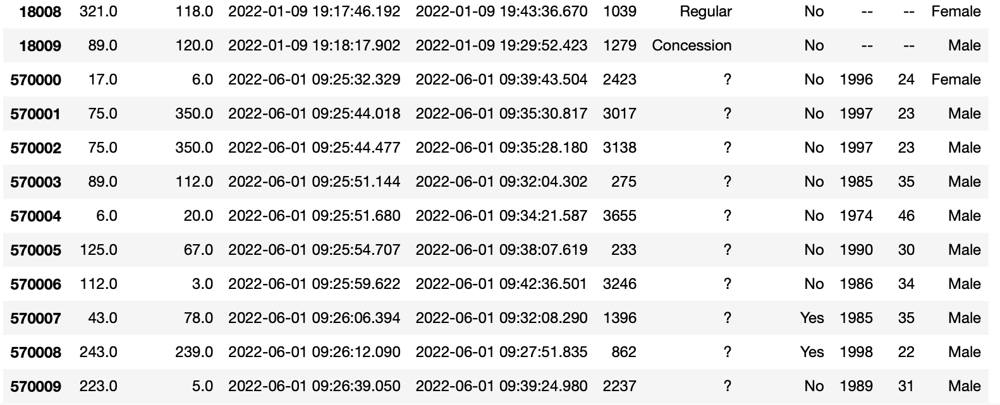 18008 321.0 118.0 2022-01-09 19:17:46.192 2022-01-09 19:43:36.670 1039 Regular No -- -- Female
18009 89.0 120.0 2022-01-09 19:18:17.902 2022-01-09 19:29:52.423 1279 Concession No -- -- Male
570000 17.0 6.0 2022-06-01 09:25:32.329 2022-06-01 09:39:43.504 2423 ? No 1996 24 Female
570001 75.0 350.0 2022-06-01 09:25:44.018 2022-06-01 09:35:30.817 3017 ? No 1997 23 Male
570002 75.0 350.0 2022-06-01 09:25:44.477 2022-06-01 09:35:28.180 3138 ? No 1997 23 Male
570003 89.0 112.0 2022-06-01 09:25:51.144 2022-06-01 09:32:04.302 275 ? No 1985 35 Male
570004 6.0 20.0 2022-06-01 09:25:51.680 2022-06-01 09:34:21.587 3655 ? No 1974 46 Male
570005 125.0 67.0 2022-06-01 09:25:54.707 2022-06-01 09:38:07.619 233 ? No 1990 30 Male
570006 112.0 3.0 2022-06-01 09:25:59.622 2022-06-01 09:42:36.501 3246 ? No 1986 34 Male
570007 43.0 78.0 2022-06-01 09:26:06.394 2022-06-01 09:32:08.290 1396 ? Yes 1985 35 Male
570008 243.0 239.0 2022-06-01 09:26:12.090 2022-06-01 09:27:51.835 862 ? Yes 1998 22 Male
570009 223.0 5.0 2022-06-01 09:26:39.050 2022-06-01 09:39:24.980 2237 ? No 1989 31 Male